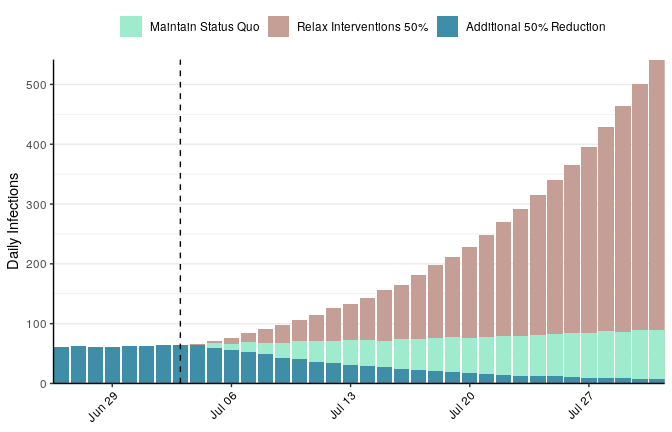 Maintain Status Quo Relax Interventions 50% Additional 50% Reduction
Daily Infections
500
400
300
200
100
0
Jun 29 Jul 06 Jul 13 Jul 20 Jul 27